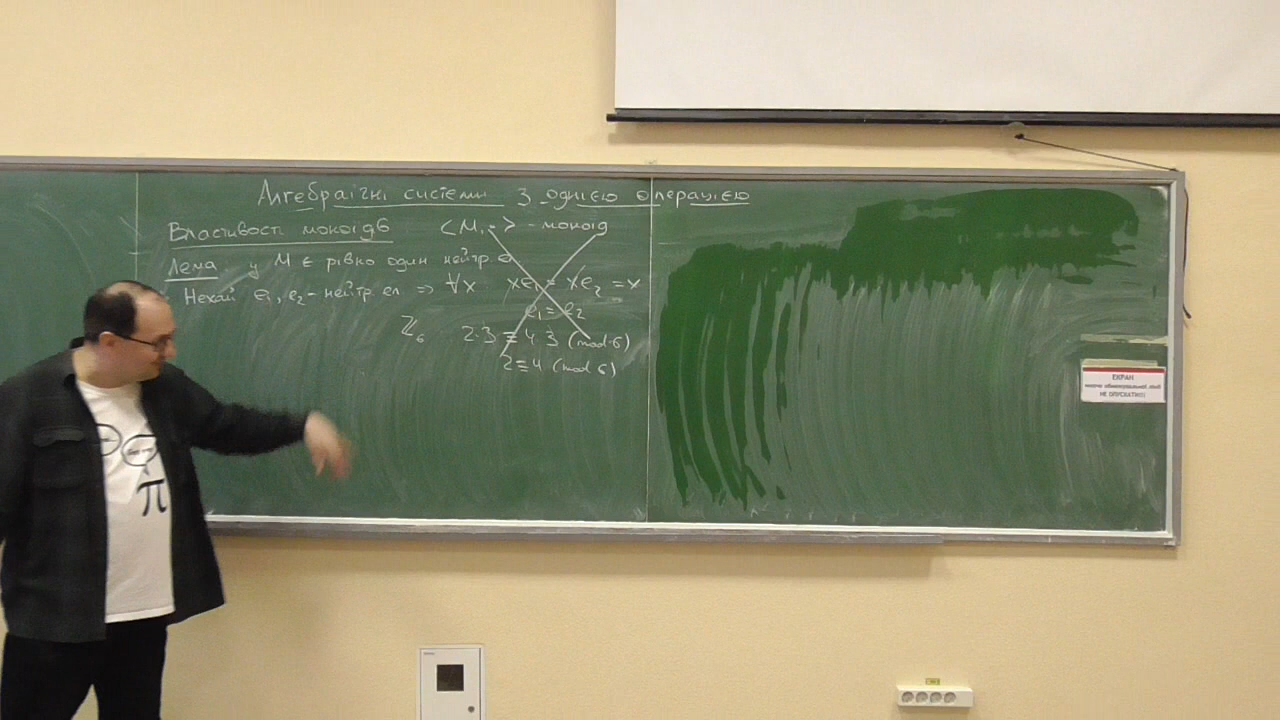 Алгебраїчні системи з однією операцією
Властивості моноїдів <M, ·> - моноїд
Лема у M є рівно один нейтр. ел
Нехай e₁, e₂ - нейтр. ел ⇒ ∀x xe₁ = xe₂ = x
e₁ = e₂
ℤ₆ 2·3 ≡ 4·3 (mod 6)
2 ≡ 4 (mod 6)
ЕКРАН
НЕ ОПУСКАТИ!!!
π